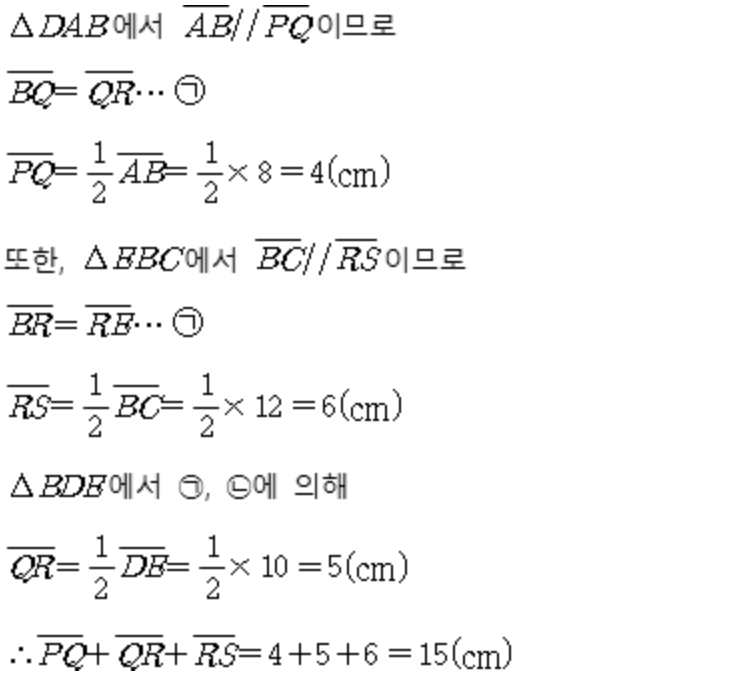 △DAB에서 AB//PQ이므로
BQ=QR⋯ ㉠
PQ=1/2AB=1/2×8=4(cm)
또한, △EBC에서 BC//RS이므로
BR=RE⋯ ㉠
RS=1/2BC=1/2×12=6(cm)
△BDE에서 ㉠, ㉡에 의해
QR=1/2DE=1/2×10=5(cm)
∴PQ+QR+RS=4+5+6=15(cm)